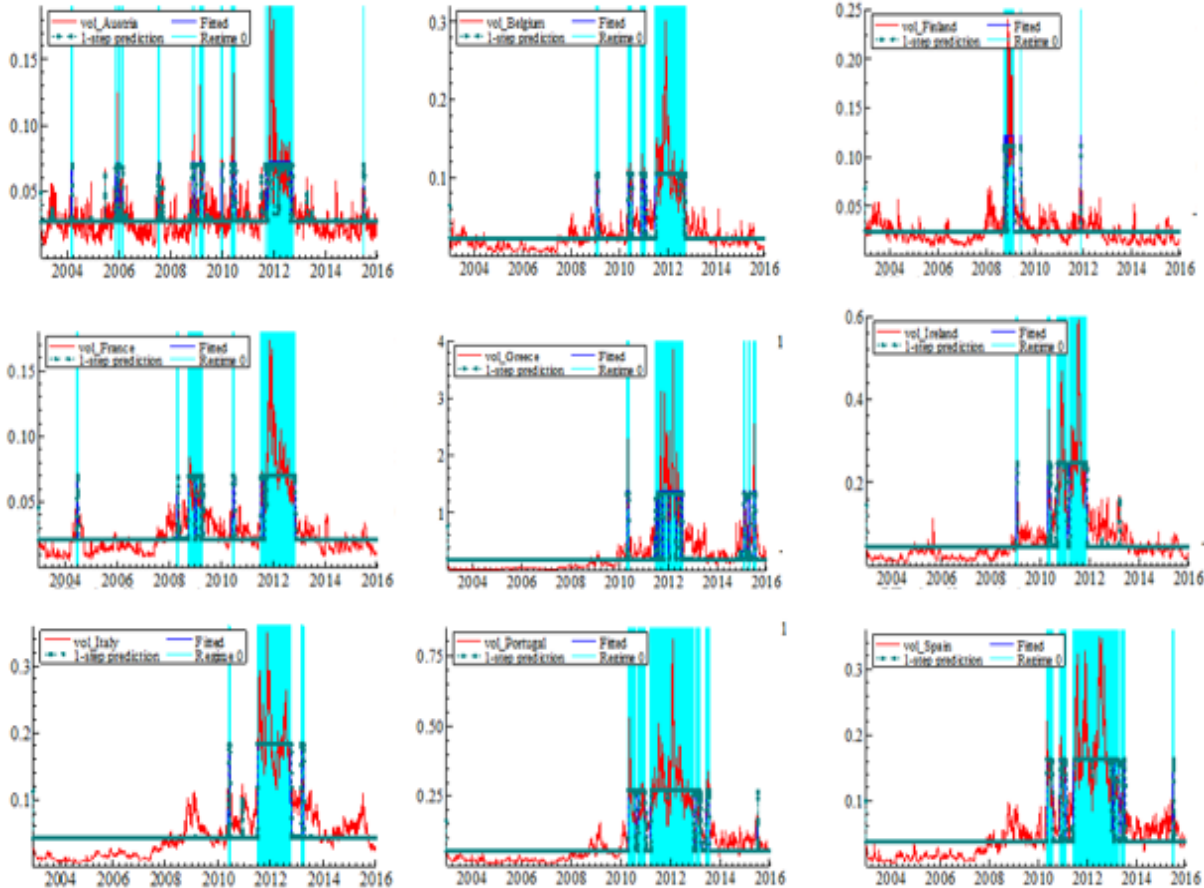 vol_Austria Fitted
1-step prediction Regime 0
0.15
0.10
0.05
2004 2006 2008 2010 2012 2014 2016
vol_Belgium Fitted
1-step prediction Regime 0
0.3
0.2
0.1
2004 2006 2008 2010 2012 2014 2016
vol_Finland Fitted
1-step prediction Regime 0
0.25
0.20
0.15
0.10
0.05
2004 2006 2008 2010 2012 2014 2016
vol_France Fitted
1-step prediction Regime 0
0.15
0.10
0.05
2004 2006 2008 2010 2012 2014 2016
vol_Greece Fitted
1-step prediction Regime 0
4
3
2
1
2004 2006 2008 2010 2012 2014 2016
1
vol_Ireland Fitted
1-step prediction Regime 0
0.6
0.4
0.2
2004 2006 2008 2010 2012 2014 2016
vol_Italy Fitted
1-step prediction Regime 0
0.3
0.2
0.1
2004 2006 2008 2010 2012 2014 2016
vol_Portugal Fitted
1-step prediction Regime 0
0.75
0.50
0.25
2004 2006 2008 2010 2012 2014 2016
1
vol_Spain Fitted
1-step prediction Regime 0
0.3
0.2
0.1
2004 2006 2008 2010 2012 2014 2016